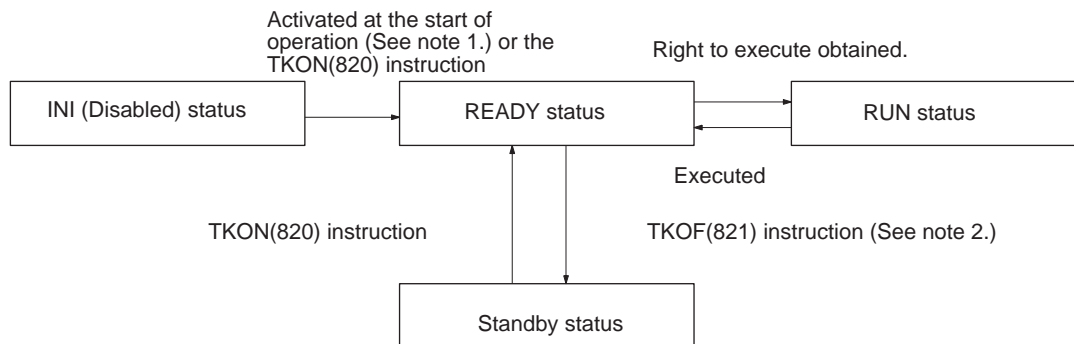 Activated at the start of
operation (See note 1.) or the
TKON(820) instruction
Right to execute obtained.
INI (Disabled) status
READY status
RUN status
Executed
TKON(820) instruction
TKOF(821) instruction (See note 2.)
Standby status